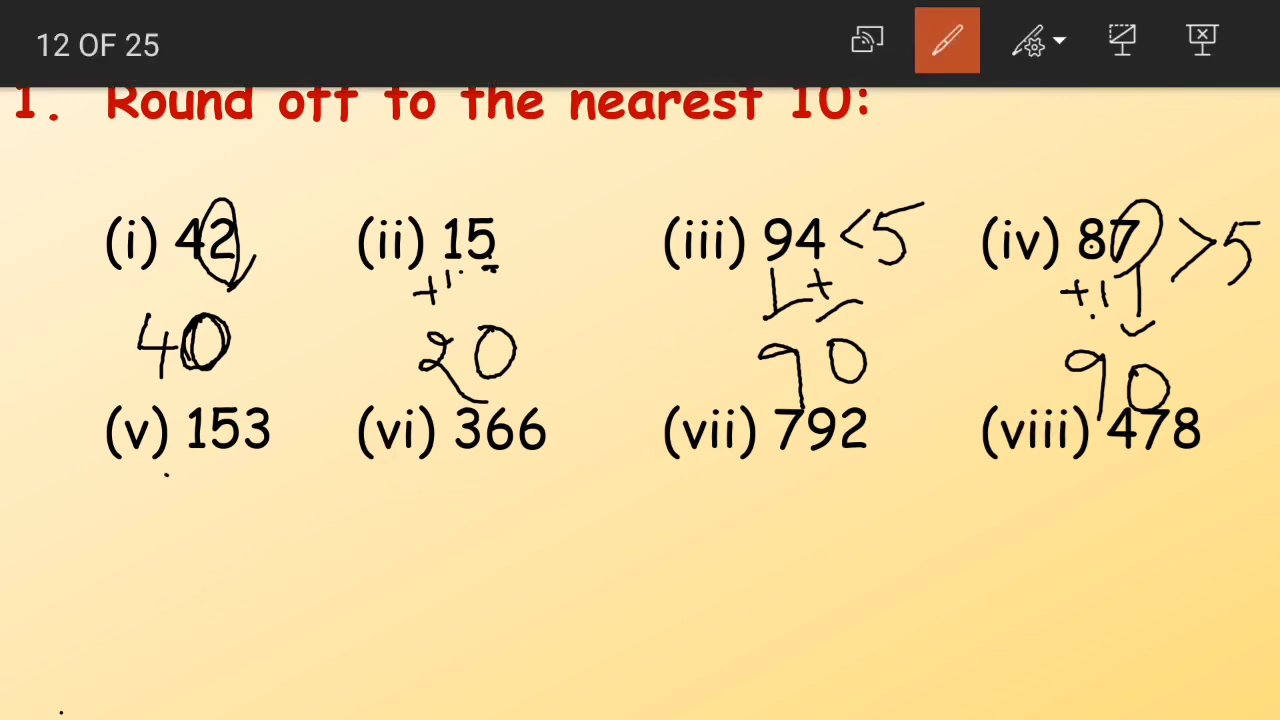 12 OF 25
1. Round off to the nearest 10:
(i) 42 (ii) 15 (iii) 94 <5 (iv) 87 >5
+1 +1
40 20 90 90
(v) 153 (vi) 366 (vii) 792 (viii) 478